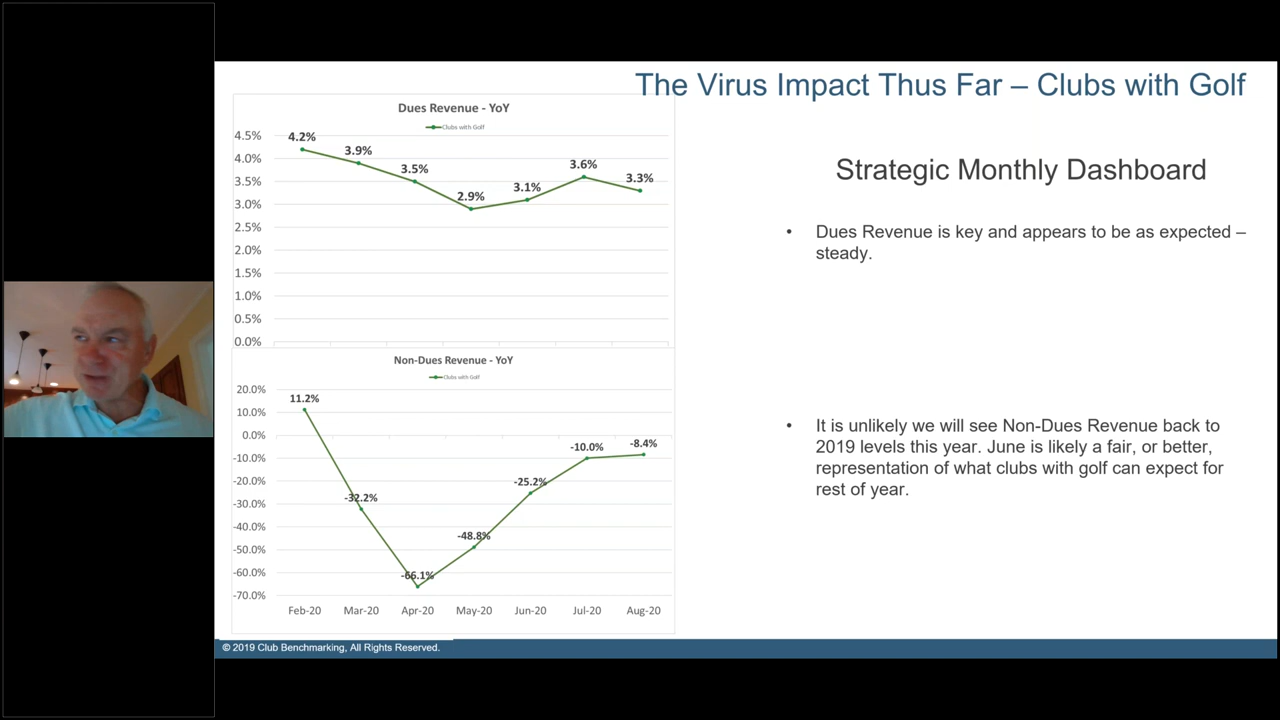 The Virus Impact Thus Far – Clubs with Golf
Dues Revenue - YoY
Clubs with Golf
4.5%
4.0%
3.5%
3.0%
2.5%
2.0%
1.5%
1.0%
0.5%
0.0%
4.2%
3.9%
3.5%
2.9%
3.1%
3.6%
3.3%
Non-Dues Revenue - YoY
Clubs with Golf
20.0%
10.0%
0.0%
-10.0%
-20.0%
-30.0%
-40.0%
-50.0%
-60.0%
-70.0%
11.2%
-32.2%
-66.1%
-48.8%
-25.2%
-10.0%
-8.4%
Feb-20 Mar-20 Apr-20 May-20 Jun-20 Jul-20 Aug-20
Strategic Monthly Dashboard
• Dues Revenue is key and appears to be as expected –
steady.
• It is unlikely we will see Non-Dues Revenue back to
2019 levels this year. June is likely a fair, or better,
representation of what clubs with golf can expect for
rest of year.
© 2019 Club Benchmarking, All Rights Reserved.